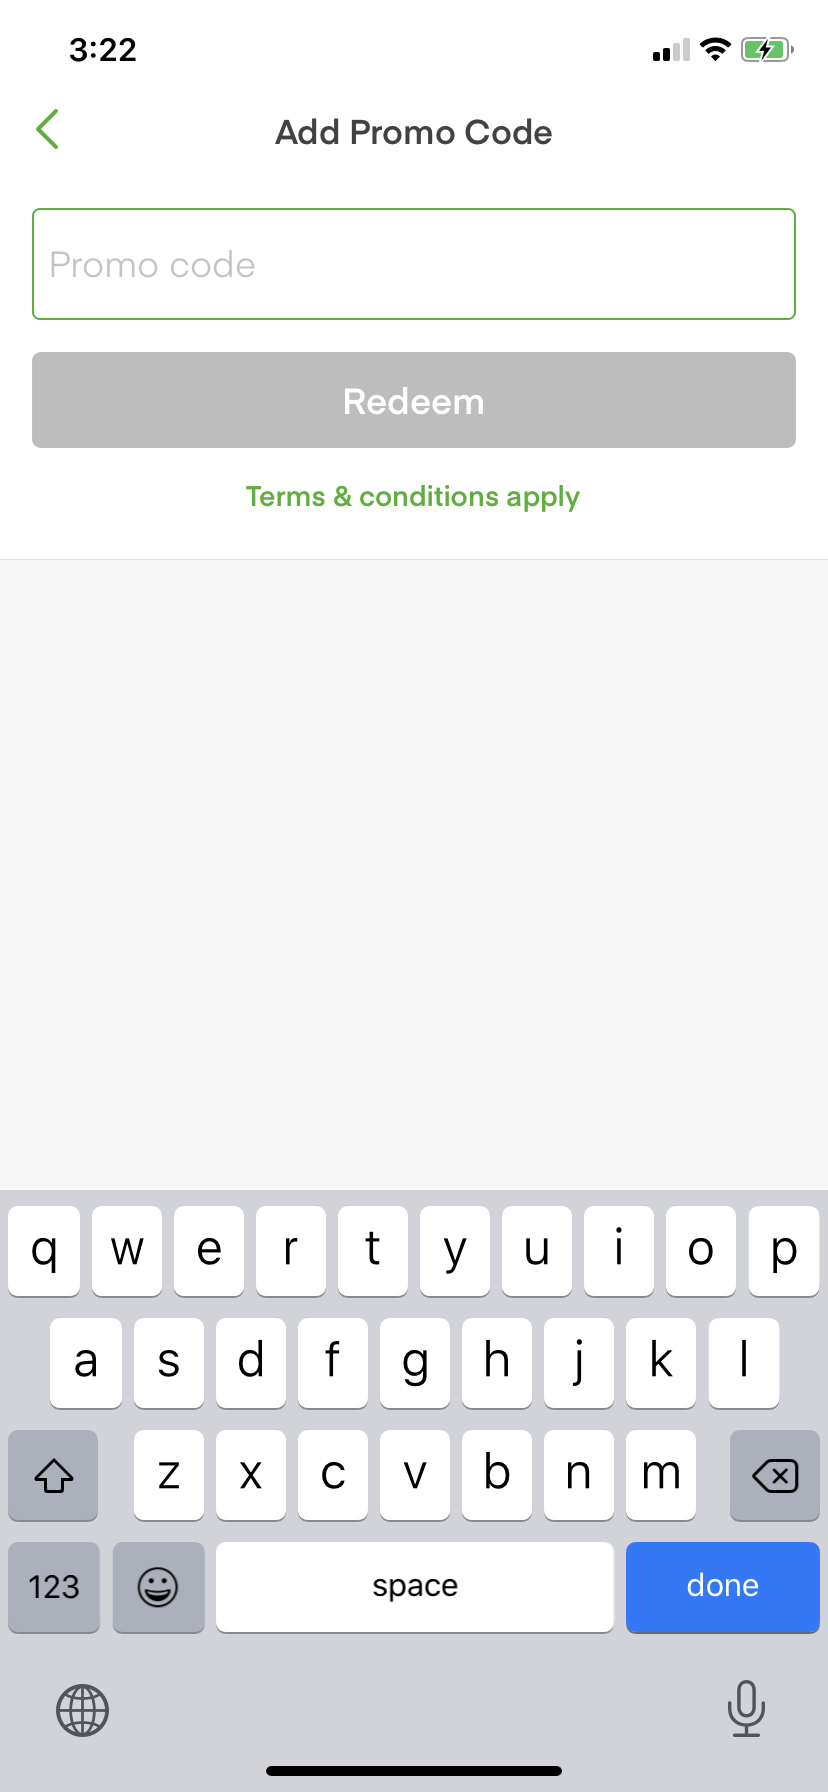 3:22
Add Promo Code
Promo code
Redeem
Terms & conditions apply
q w e r t y u i o p
a s d f g h j k l
z x c v b n m
123 space done